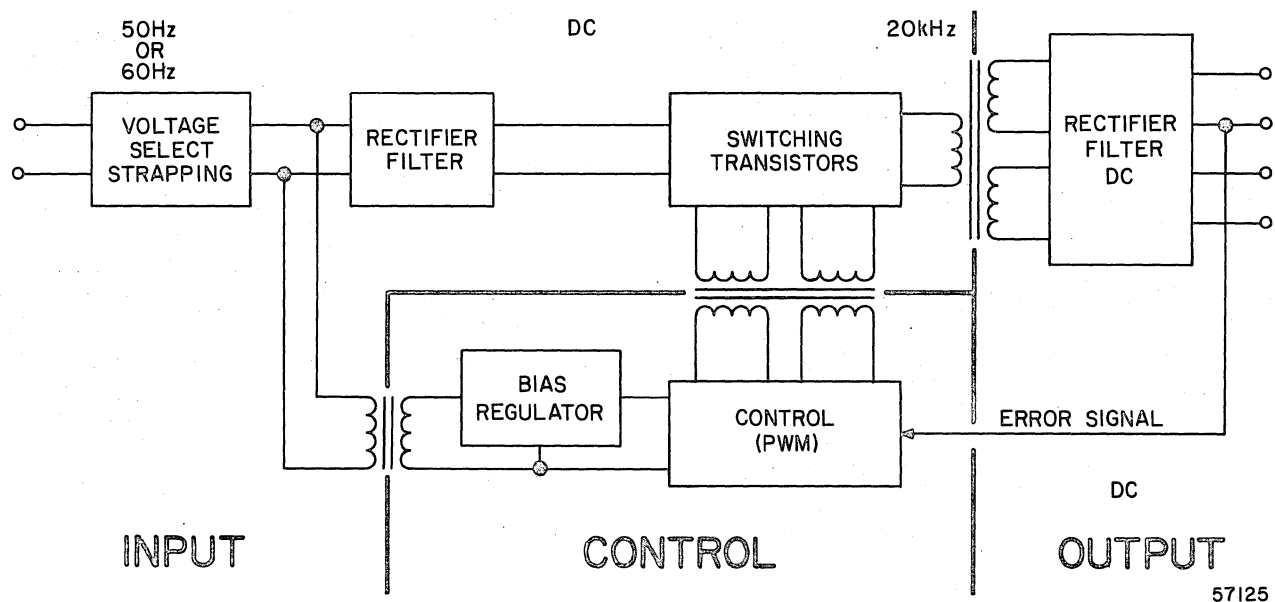 50Hz
OR
60Hz
DC
20kHz
VOLTAGE
SELECT
STRAPPING
RECTIFIER
FILTER
SWITCHING
TRANSISTORS
RECTIFIER
FILTER
DC
BIAS
REGULATOR
CONTROL
(PWM)
ERROR SIGNAL
DC
INPUT
CONTROL
OUTPUT
57125